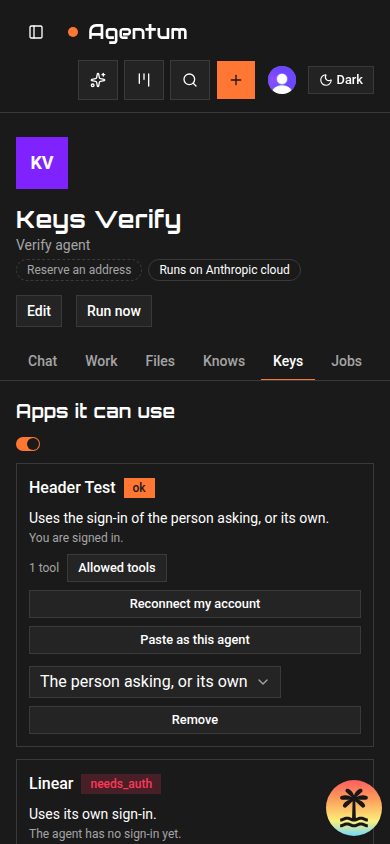 Agentum
Dark
KV
Keys Verify
Verify agent
Reserve an address
Runs on Anthropic cloud
Edit
Run now
Chat
Work
Files
Knows
Keys
Jobs
Apps it can use
Header Test
ok
Uses the sign-in of the person asking, or its own.
You are signed in.
1 tool
Allowed tools
Reconnect my account
Paste as this agent
The person asking, or its own
Remove
Linear
needs_auth
Uses its own sign-in.
The agent has no sign-in yet.